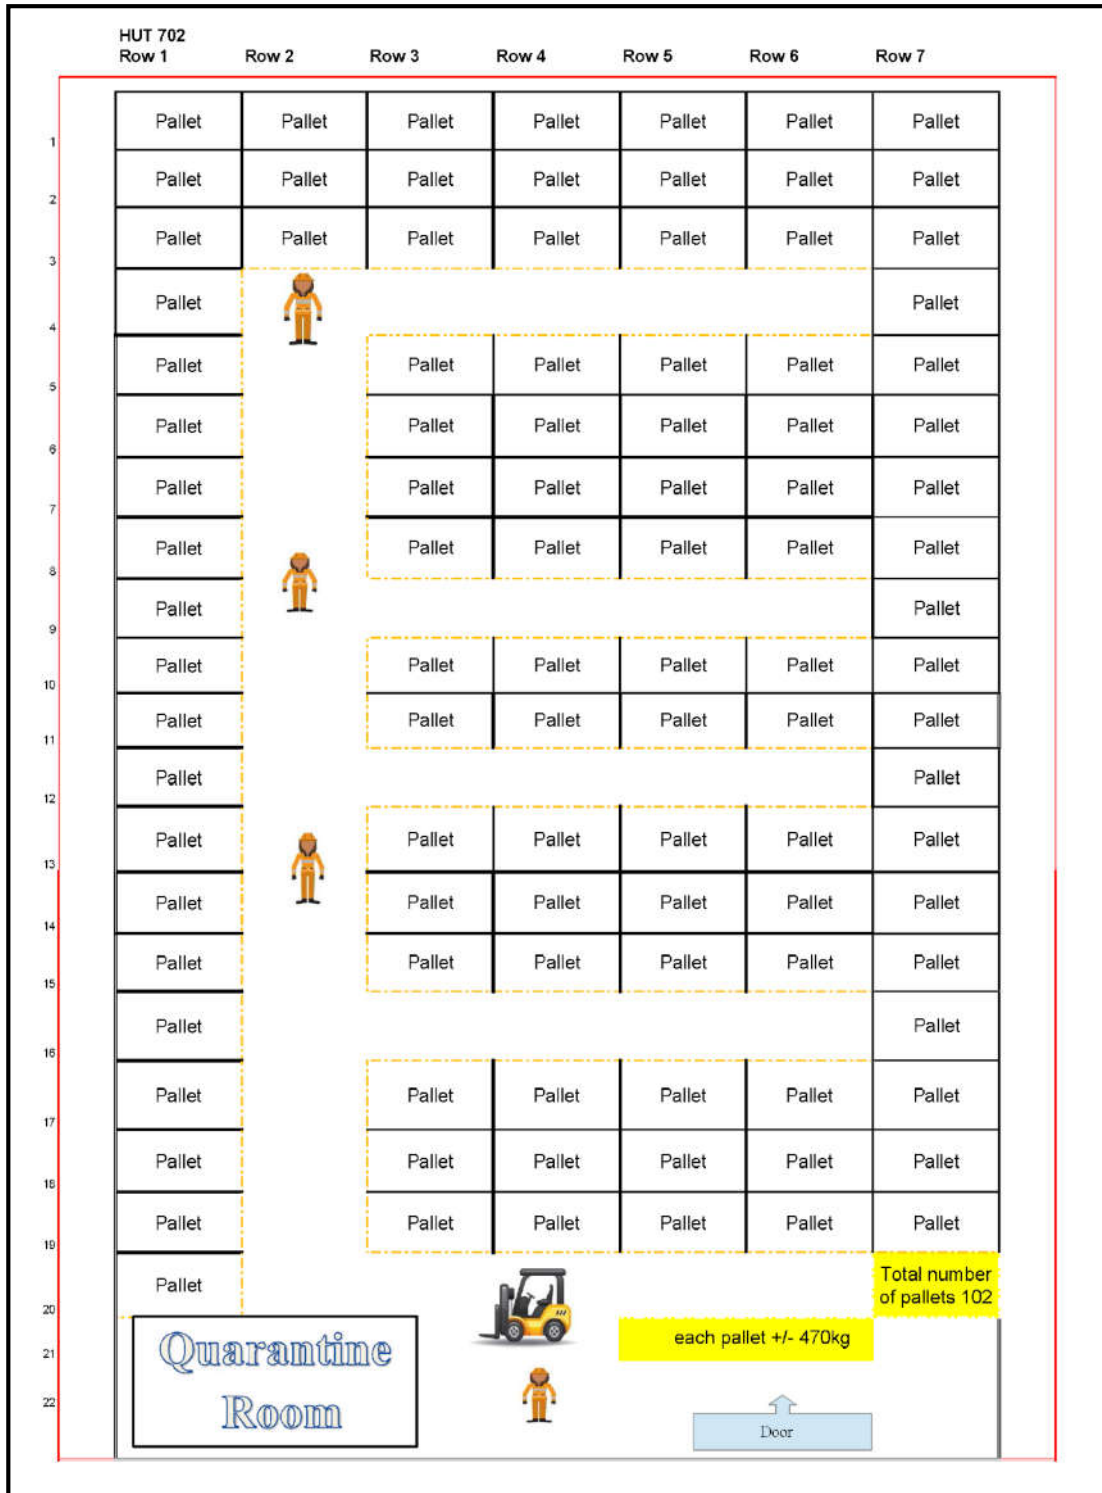 HUT 702
Row 1 Row 2 Row 3 Row 4 Row 5 Row 6 Row 7
1 Pallet Pallet Pallet Pallet Pallet Pallet Pallet
2 Pallet Pallet Pallet Pallet Pallet Pallet Pallet
3 Pallet Pallet Pallet Pallet Pallet Pallet Pallet
4 Pallet Pallet
5 Pallet Pallet Pallet Pallet Pallet Pallet
6 Pallet Pallet Pallet Pallet Pallet Pallet
7 Pallet Pallet Pallet Pallet Pallet Pallet
8 Pallet Pallet Pallet Pallet Pallet Pallet
9 Pallet Pallet
10 Pallet Pallet Pallet Pallet Pallet Pallet
11 Pallet Pallet Pallet Pallet Pallet Pallet
12 Pallet Pallet
13 Pallet Pallet Pallet Pallet Pallet Pallet
14 Pallet Pallet Pallet Pallet Pallet Pallet
15 Pallet Pallet Pallet Pallet Pallet Pallet
16 Pallet Pallet
17 Pallet Pallet Pallet Pallet Pallet Pallet
18 Pallet Pallet Pallet Pallet Pallet Pallet
19 Pallet Pallet Pallet Pallet Pallet Pallet
20 Pallet
Total number
of pallets 102
21
each pallet +/- 470kg
22
Quarantine
Room
Door